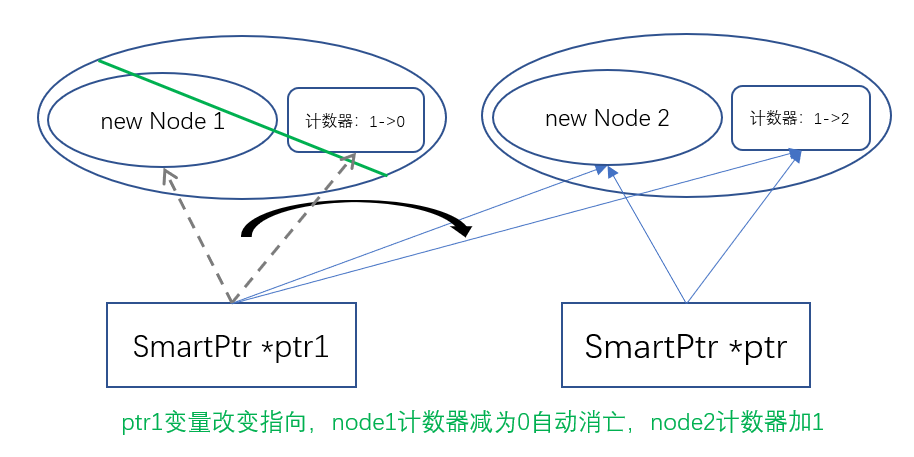 new Node 1
计数器：1->0
new Node 2
计数器：1->2
SmartPtr *ptr1
SmartPtr *ptr
ptr1变量改变指向，node1计数器减为0自动消亡，node2计数器加1